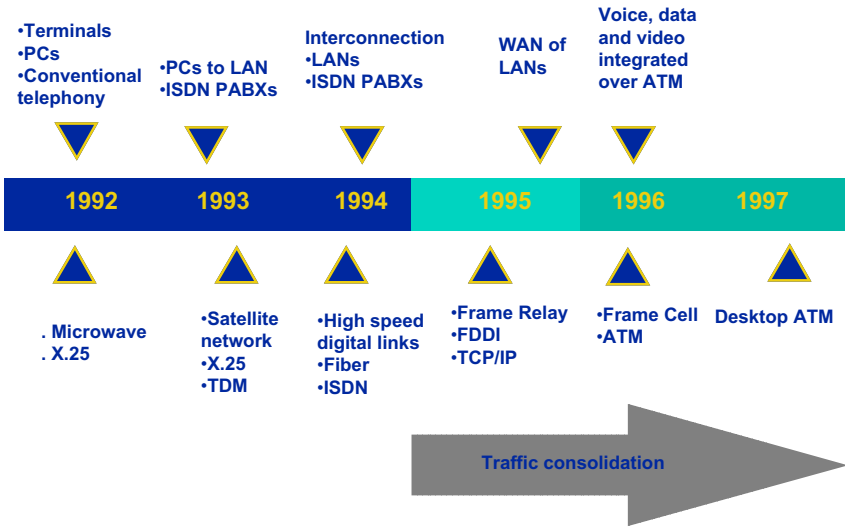 •Terminals
•PCs
•Conventional
telephony
•PCs to LAN
•ISDN PABXs
Interconnection
•LANs
•ISDN PABXs
WAN of
LANs
Voice, data
and video
integrated
over ATM
1992
1993
1994
1995
1996
1997
. Microwave
. X.25
•Satellite
network
•X.25
•TDM
•High speed
digital links
•Fiber
•ISDN
•Frame Relay
•FDDI
•TCP/IP
•Frame Cell
•ATM
Desktop ATM
Traffic consolidation